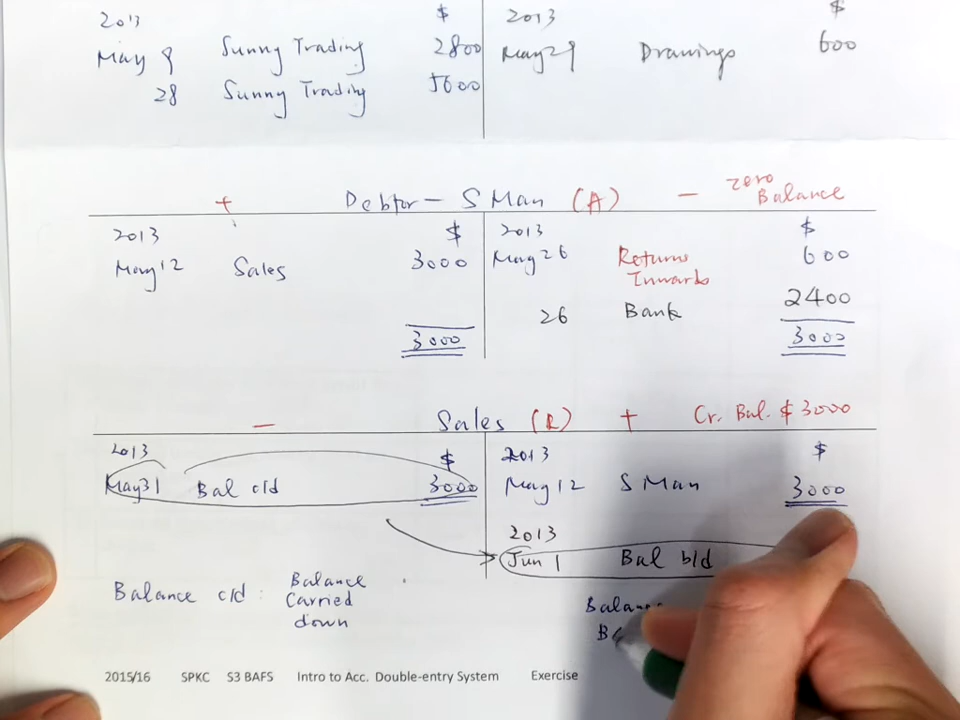 2013 $ 2013 $
May 9 Sunny Trading 2800 May 29 Drawings 600
28 Sunny Trading 5600
+ Debtor - S Man (A) - zero Balance
2013 $ 2013 $
May 12 Sales 3000 May 26 Returns Inwards 600
26 Bank 2400
3000 3000
- Sales (R) + Cr. Bal. $3000
2013 $ 2013 $
May 31 Bal c/d 3000 May 12 S Man 3000
2013
Jun 1 Bal b/d
Balance c/d : Balance
Carried
down
2015/16 SPKC S3 BAFS Intro to Acc. Double-entry System Exercise